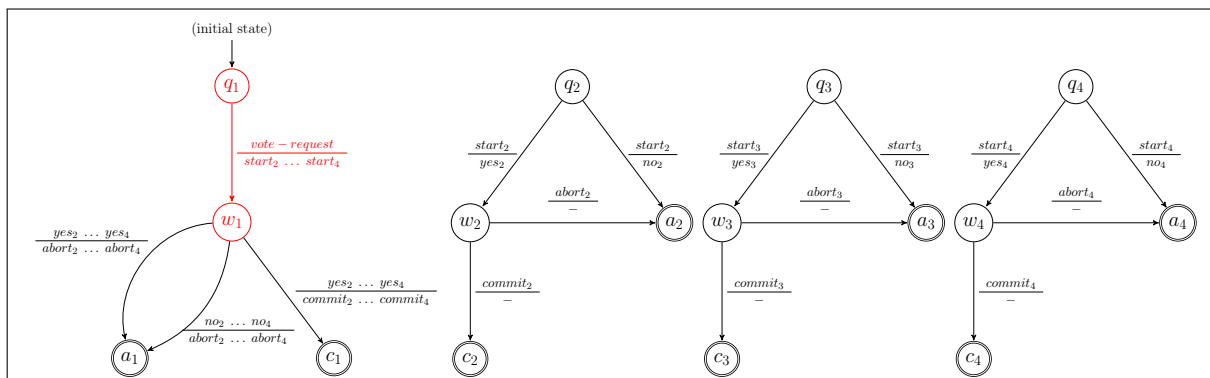 (initial state)
q1
q2
q3
q4
vote − request
start2 ... start4
start2
yes2
start2
no2
start3
yes3
start3
no3
start4
yes4
start4
no4
w1
w2
abort2
−
a2
w3
abort3
−
a3
w4
abort4
−
a4
yes2 ... yes4
abort2 ... abort4
yes2 ... yes4
commit2 ... commit4
commit2
−
commit3
−
commit4
−
no2 ... no4
abort2 ... abort4
a1
c1
c2
c3
c4